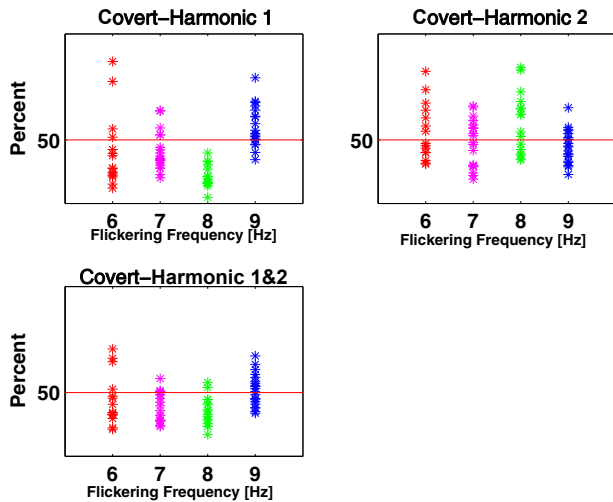 Covert-Harmonic 1
Percent
50
6 7 8 9
Flickering Frequency [Hz]
Covert-Harmonic 2
50
6 7 8 9
Flickering Frequency [Hz]
Covert-Harmonic 1&2
Percent
50
6 7 8 9
Flickering Frequency [Hz]